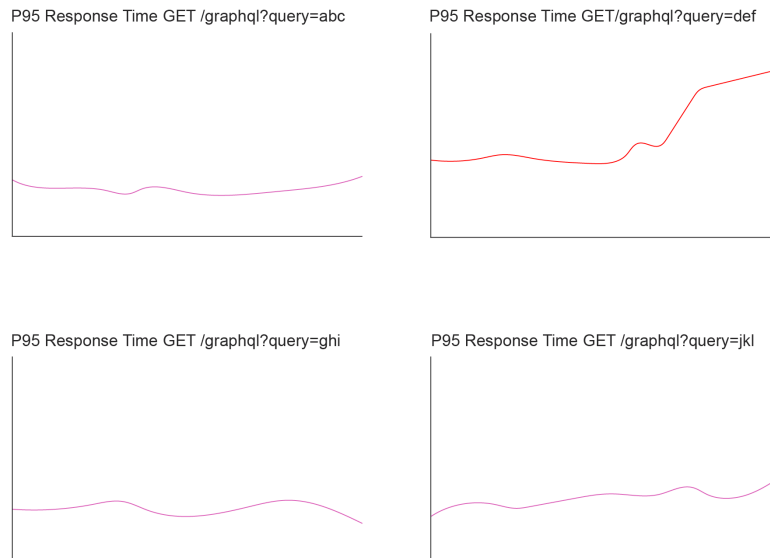 P95 Response Time GET /graphql?query=abc
P95 Response Time GET/graphql?query=def
P95 Response Time GET /graphql?query=ghi
P95 Response Time GET /graphql?query=jkl